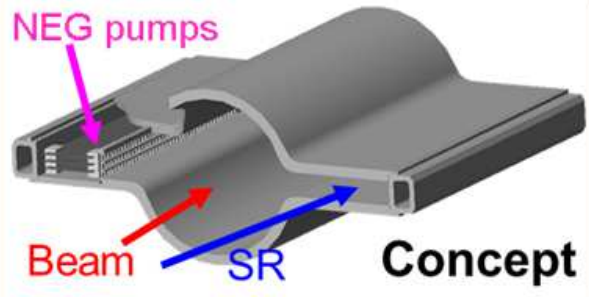 NEG pumps
Beam
SR
Concept